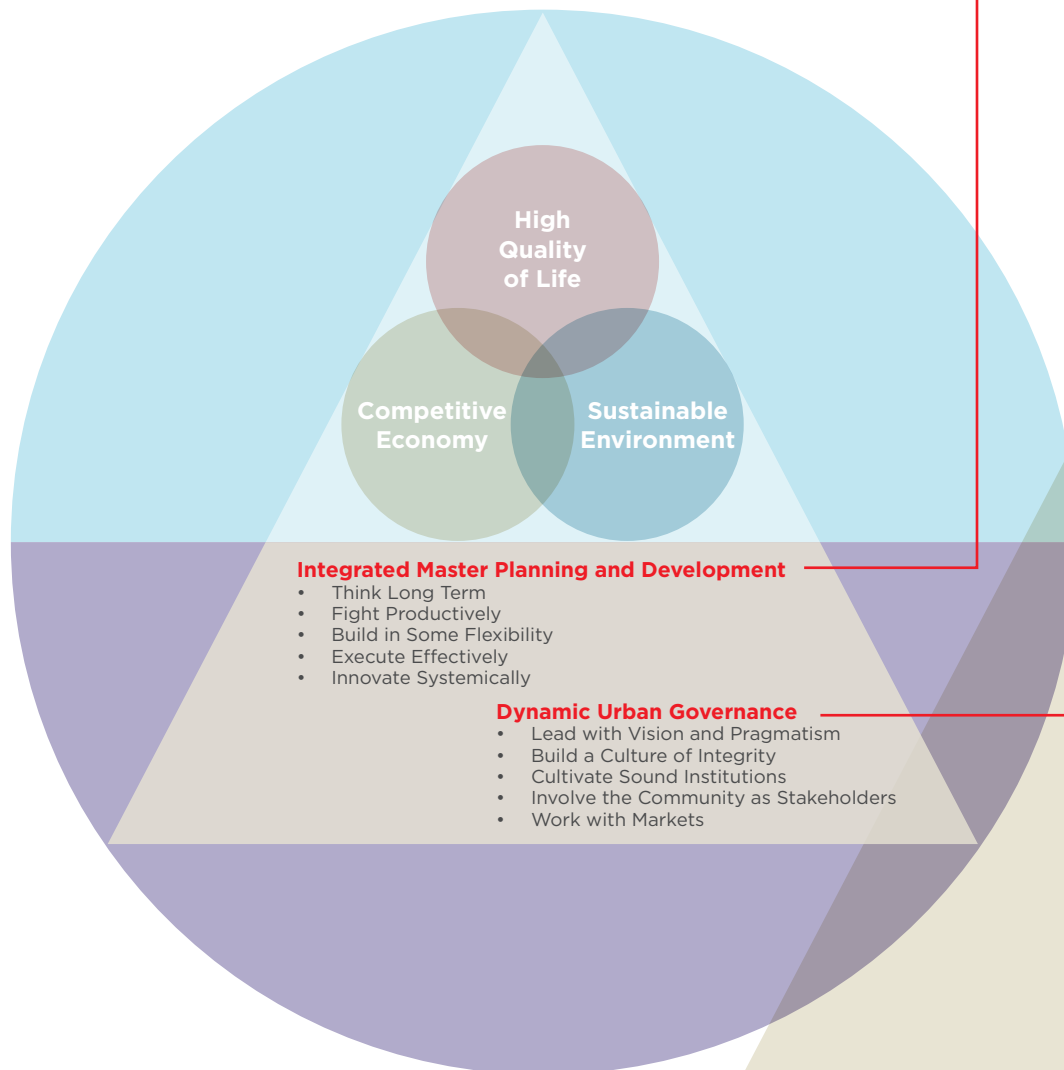 High
Quality
of Life
Competitive
Economy
Sustainable
Environment
Integrated Master Planning and Development
• Think Long Term
• Fight Productively
• Build in Some Flexibility
• Execute Effectively
• Innovate Systemically
Dynamic Urban Governance
• Lead with Vision and Pragmatism
• Build a Culture of Integrity
• Cultivate Sound Institutions
• Involve the Community as Stakeholders
• Work with Markets